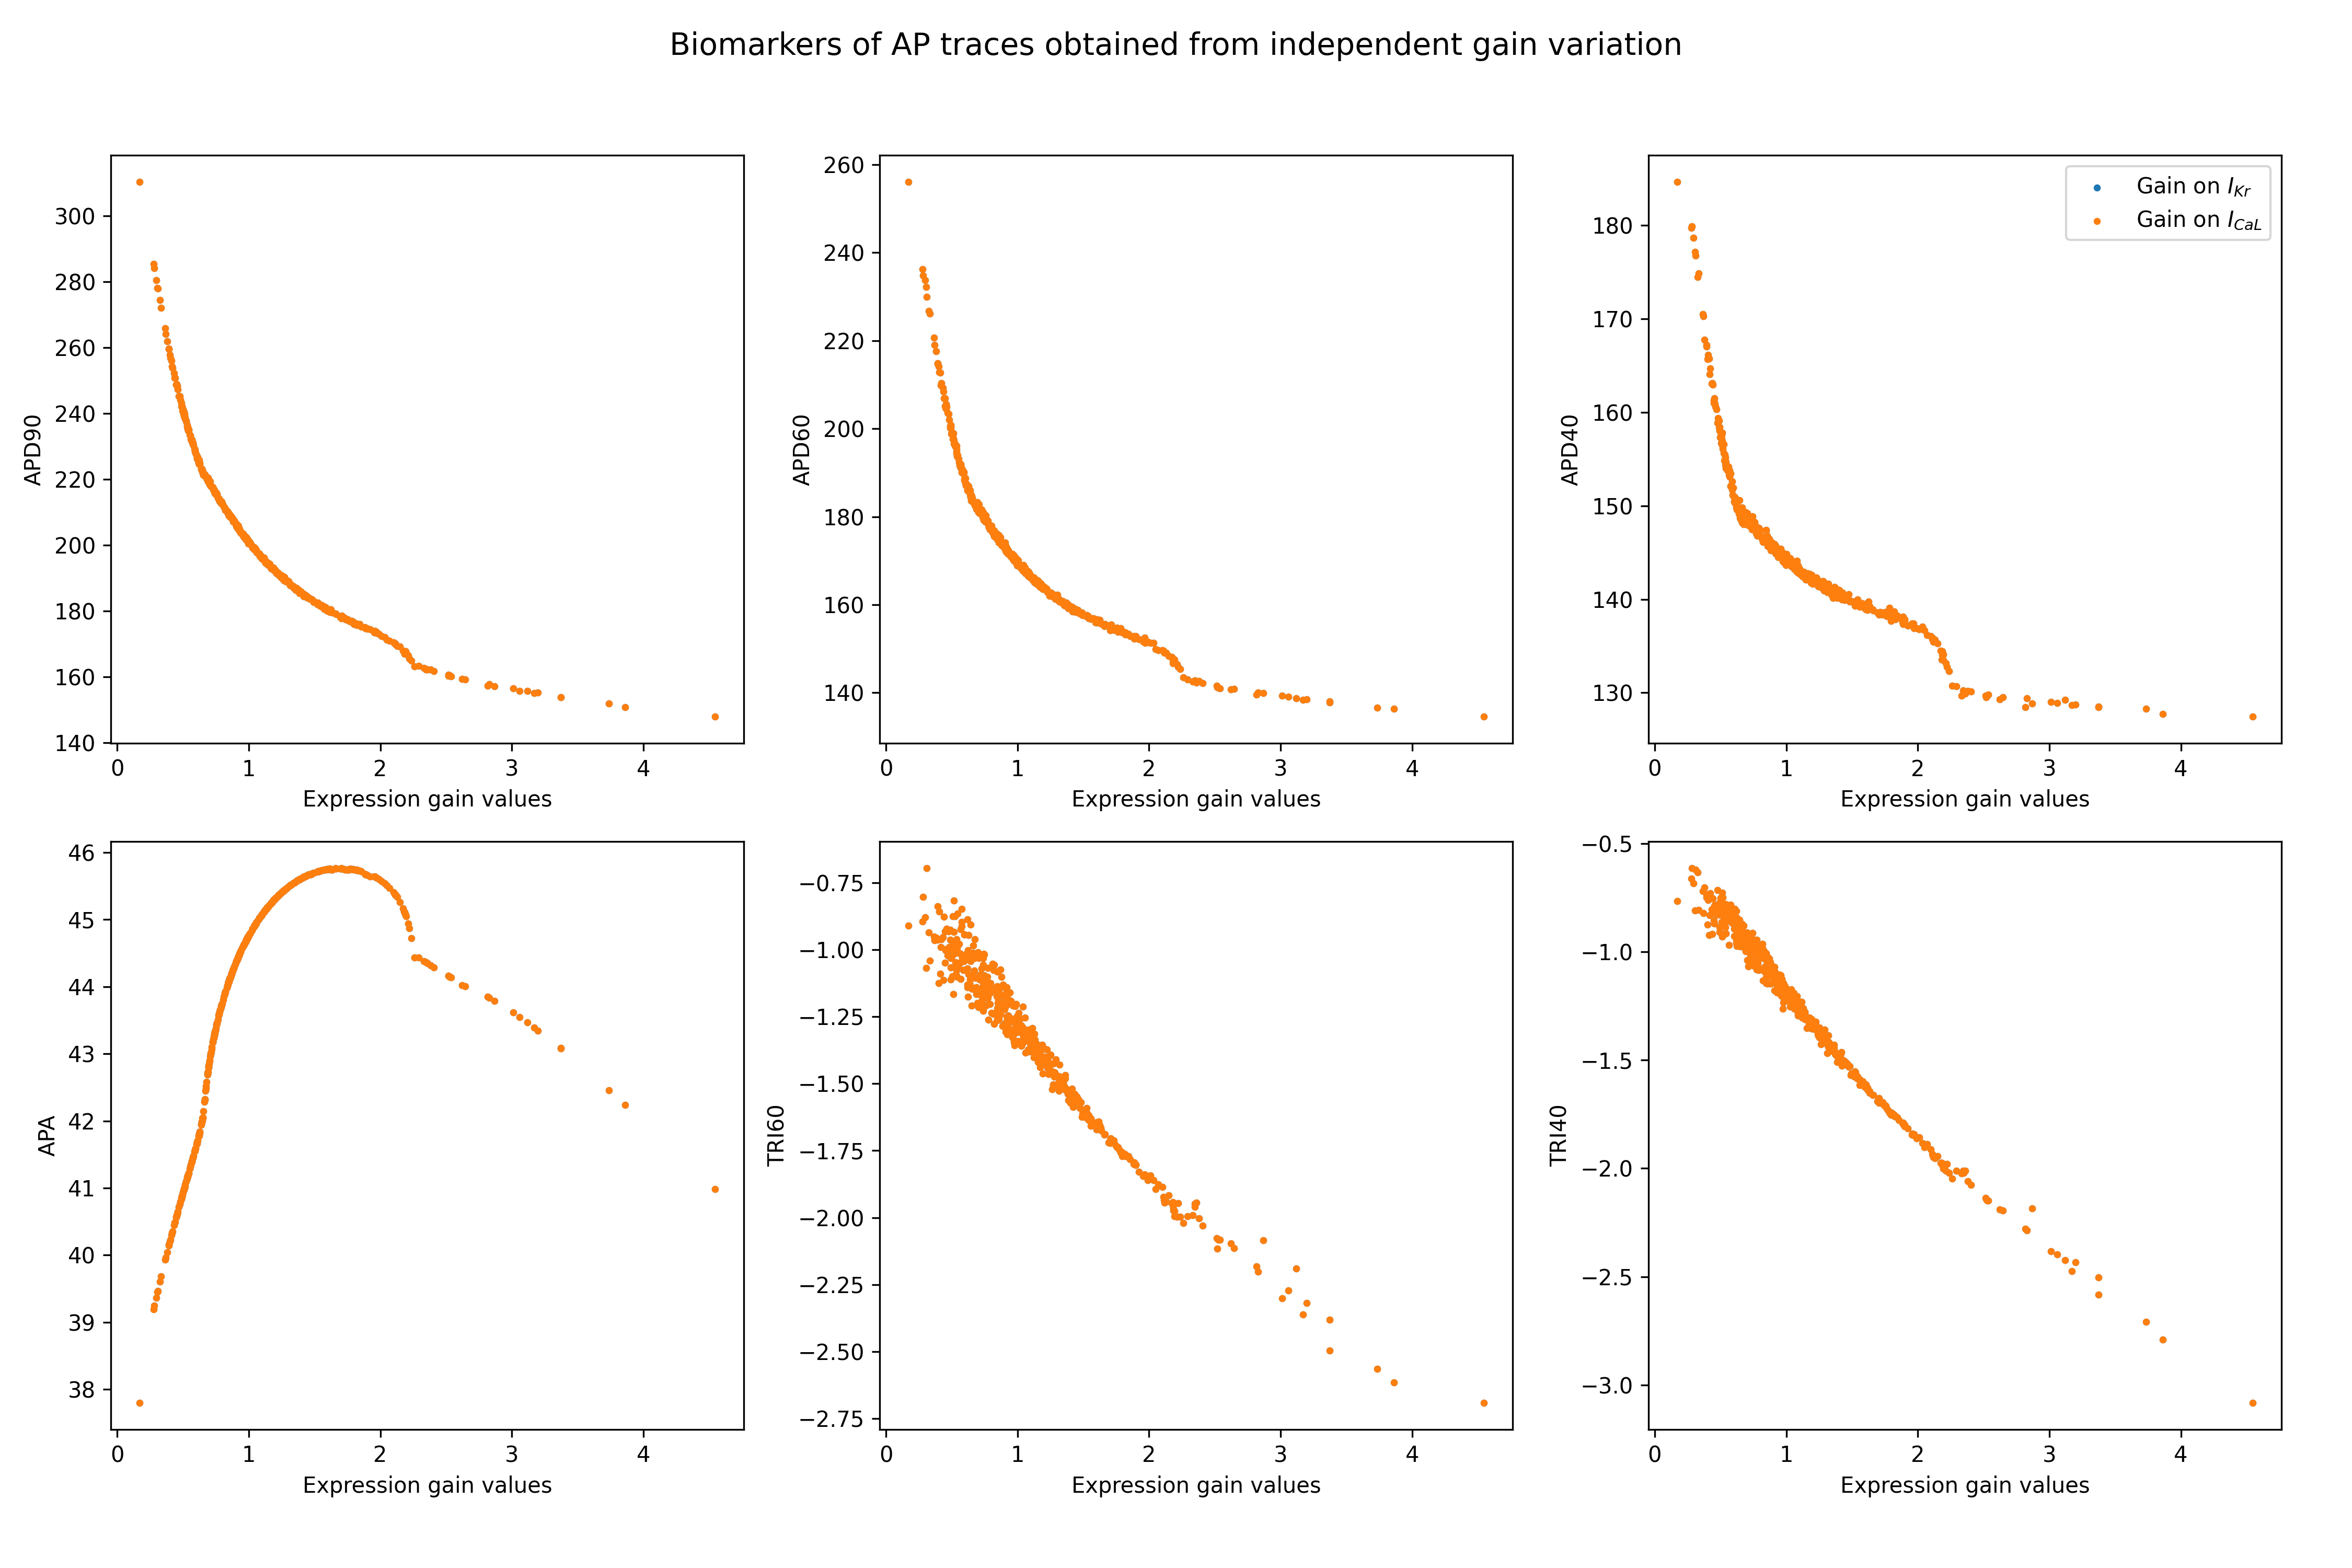 Biomarkers of AP traces obtained from independent gain variation
APD90
300
280
260
240
220
200
180
160
140
0 1 2 3 4
Expression gain values
APD60
260
240
220
200
180
160
140
0 1 2 3 4
Expression gain values
APD40
180
170
160
150
140
130
0 1 2 3 4
Expression gain values
Gain on I_{Kr}
Gain on I_{CaL}
APA
46
45
44
43
42
41
40
39
38
0 1 2 3 4
Expression gain values
TRI60
−0.75
−1.00
−1.25
−1.50
−1.75
−2.00
−2.25
−2.50
−2.75
0 1 2 3 4
Expression gain values
TRI40
−0.5
−1.0
−1.5
−2.0
−2.5
−3.0
0 1 2 3 4
Expression gain values